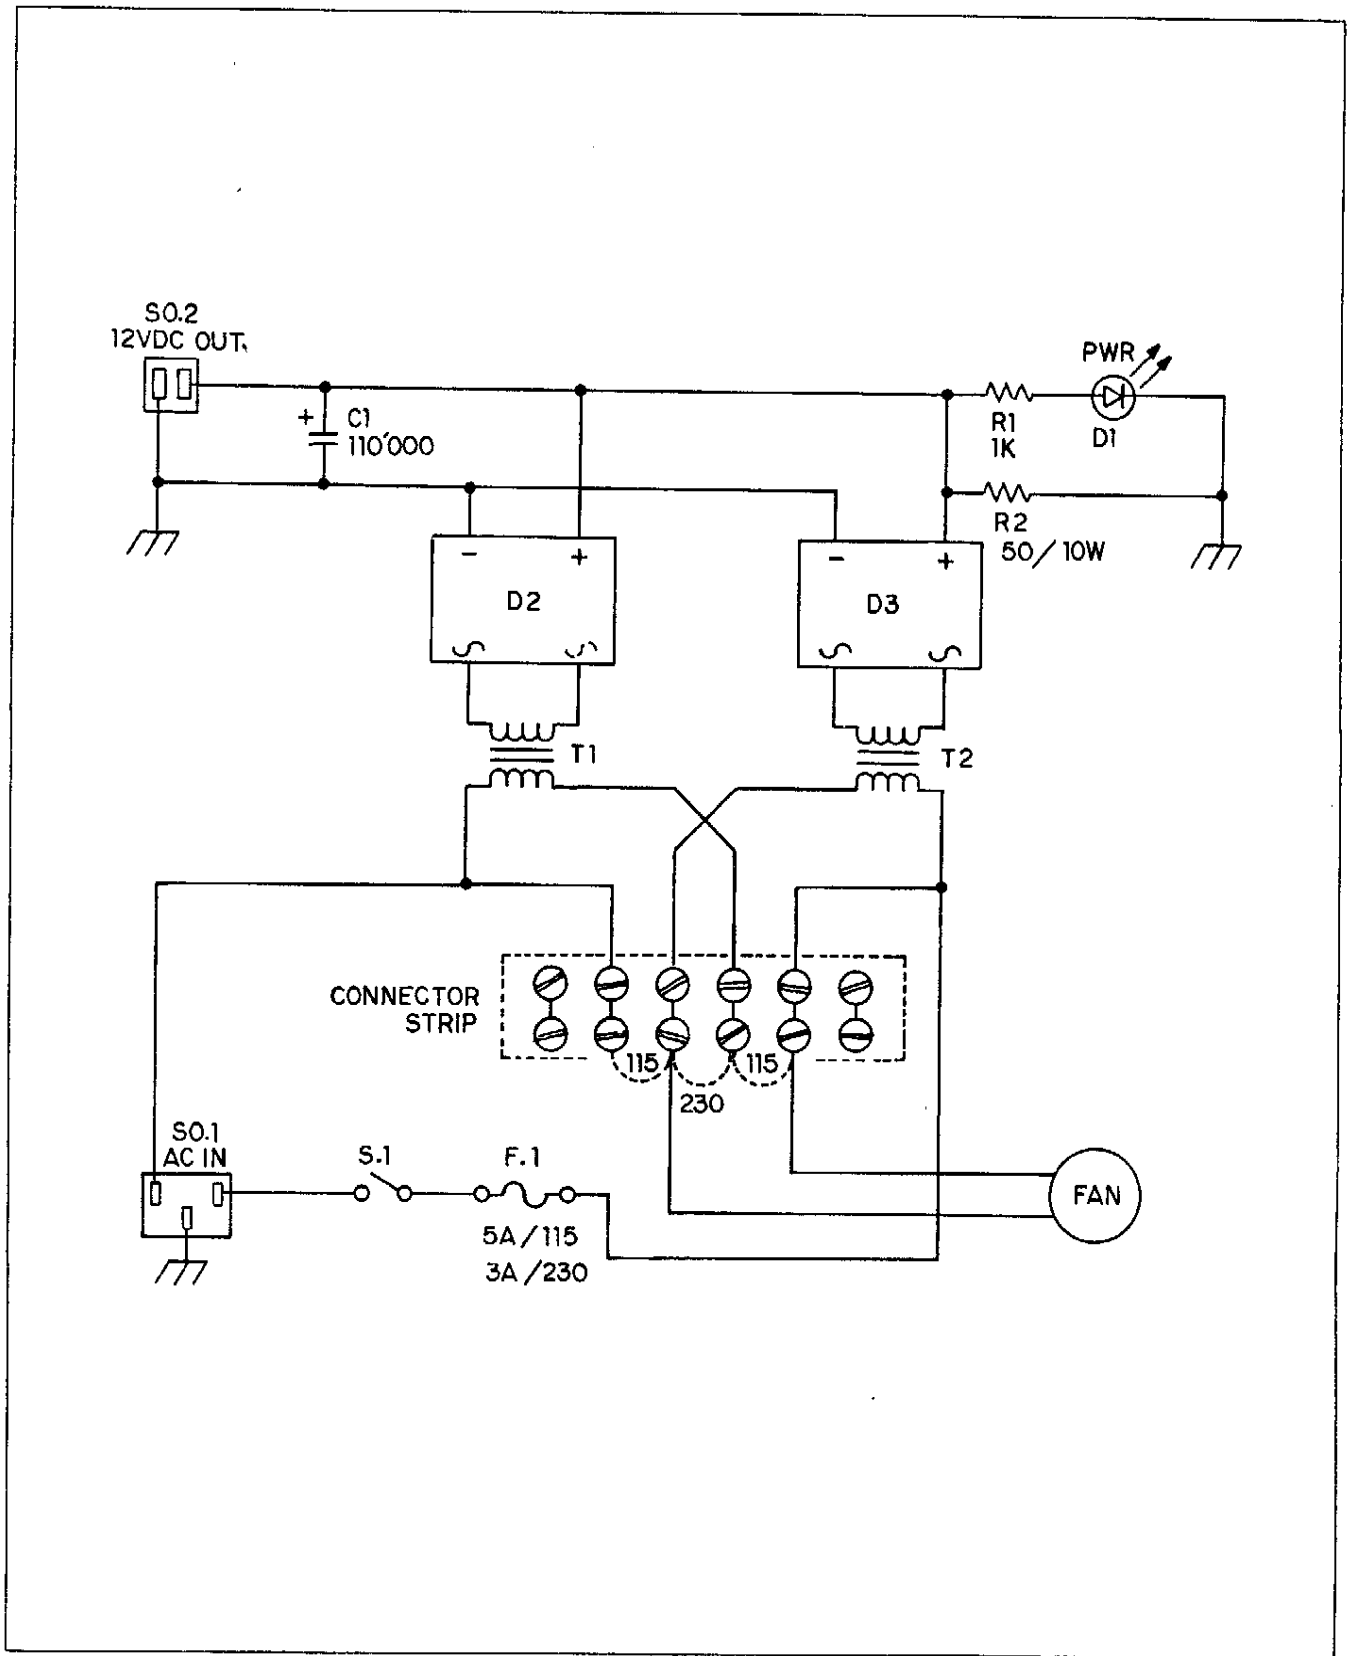 SO.2
12VDC OUT.
+
C1
110'000
PWR
D1
R1
1K
R2
50/10W
- +
D2
- +
D3
T1
T2
CONNECTOR
STRIP
115
115
230
SO.1
AC IN
S.1
F.1
5A/115
3A/230
FAN